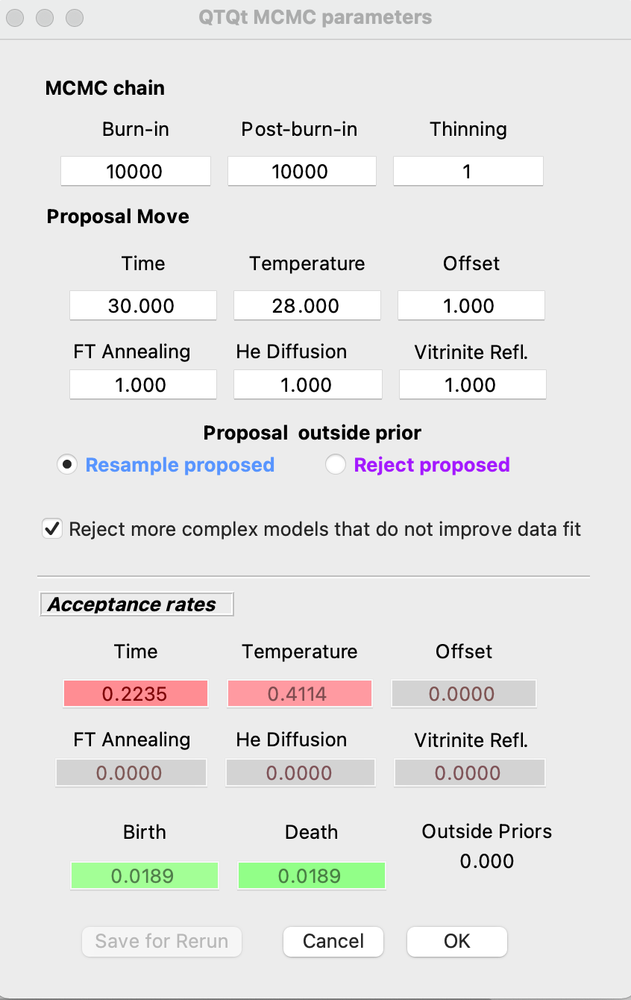 QTQt MCMC parameters
MCMC chain
Burn-in Post-burn-in Thinning
10000 10000 1
Proposal Move
Time Temperature Offset
30.000 28.000 1.000
FT Annealing He Diffusion Vitrinite Refl.
1.000 1.000 1.000
Proposal outside prior
Resample proposed Reject proposed
Reject more complex models that do not improve data fit
Acceptance rates
Time Temperature Offset
0.2235 0.4114 0.0000
FT Annealing He Diffusion Vitrinite Refl.
0.0000 0.0000 0.0000
Birth Death Outside Priors
0.0189 0.0189 0.000
Save for Rerun Cancel OK